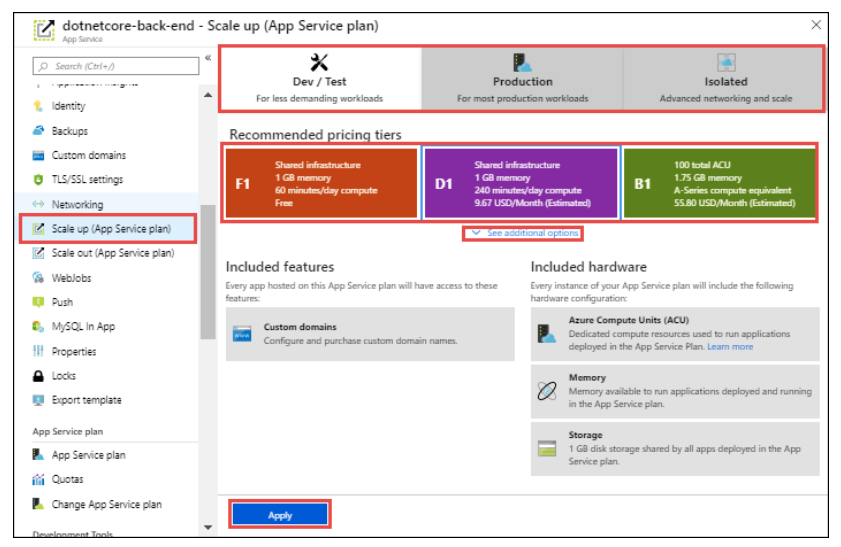 dotnetcore-back-end - Scale up (App Service plan)
App Service
Search (Ctrl+/)
Identity
Backups
Custom domains
TLS/SSL settings
Networking
Scale up (App Service plan)
Scale out (App Service plan)
WebJobs
Push
MySQL In App
Properties
Locks
Export template
App Service plan
App Service plan
Quotas
Change App Service plan
Development Tools
Dev / Test
For less demanding workloads
Production
For most production workloads
Isolated
Advanced networking and scale
Recommended pricing tiers
F1
Shared infrastructure
1 GB memory
60 minutes/day compute
Free
D1
Shared infrastructure
1 GB memory
240 minutes/day compute
9.67 USD/Month (Estimated)
B1
100 total ACU
1.75 GB memory
A-Series compute equivalent
55.80 USD/Month (Estimated)
See additional options
Included features
Every app hosted on this App Service plan will have access to these
features:
Custom domains
Configure and purchase custom domain names.
Included hardware
Every instance of your App Service plan will include the following
hardware configuration:
Azure Compute Units (ACU)
Dedicated compute resources used to run applications
deployed in the App Service Plan. Learn more
Memory
Memory available to run applications deployed and running
in the App Service plan.
Storage
1 GB disk storage shared by all apps deployed in the App
Service plan.
Apply